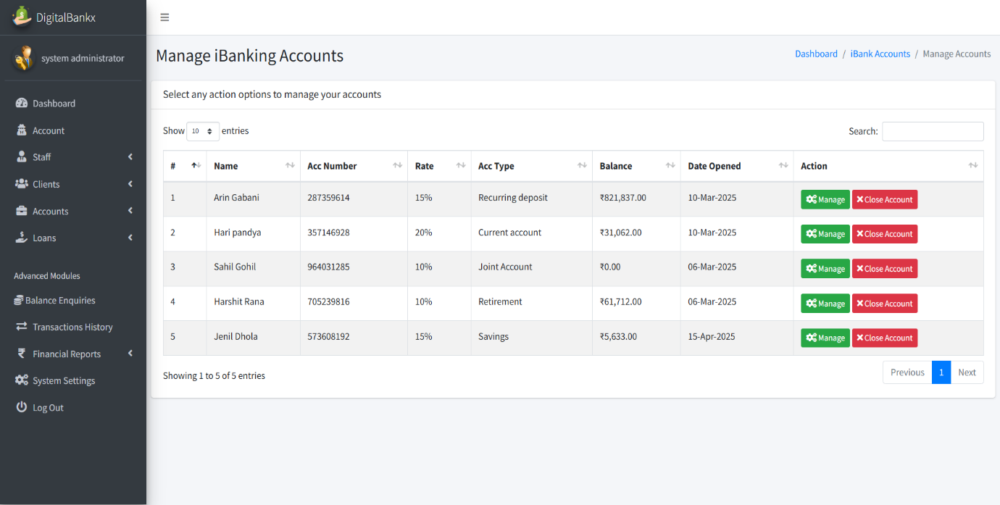 DigitalBankx
system administrator
Dashboard
Account
Staff
Clients
Accounts
Loans
Advanced Modules
Balance Enquiries
Transactions History
Financial Reports
System Settings
Log Out
Manage iBanking Accounts
Dashboard / iBank Accounts / Manage Accounts
Select any action options to manage your accounts
Show 10 entries
Search:
# Name Acc Number Rate Acc Type Balance Date Opened Action
1 Arin Gabani 287359614 15% Recurring deposit ₹821,837.00 10-Mar-2025 Manage Close Account
2 Hari pandya 357146928 20% Current account ₹31,062.00 10-Mar-2025 Manage Close Account
3 Sahil Gohil 964031285 10% Joint Account ₹0.00 06-Mar-2025 Manage Close Account
4 Harshit Rana 705239816 10% Retirement ₹61,712.00 06-Mar-2025 Manage Close Account
5 Jenil Dhola 573608192 15% Savings ₹5,633.00 15-Apr-2025 Manage Close Account
Showing 1 to 5 of 5 entries
Previous 1 Next